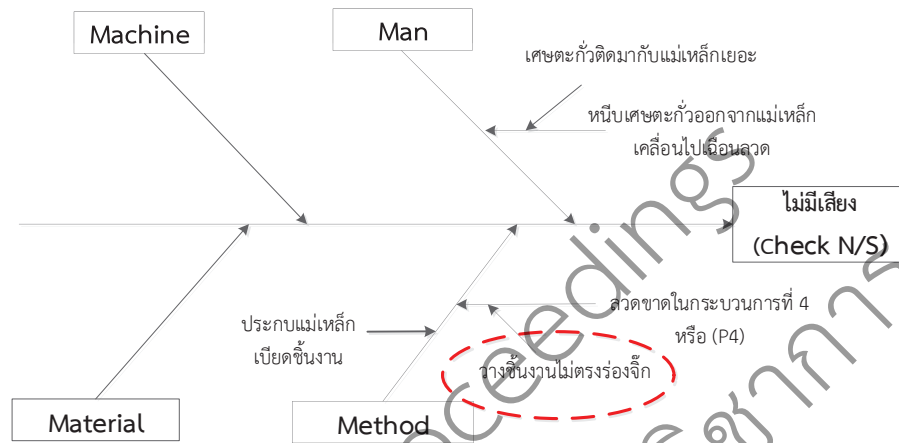 Machine
Man
เศษตะกั่วติดมากับแม่เหล็กเยอะ
หนีบเศษตะกั่วออกจากแม่เหล็ก
เคลื่อนไปเฉือนลวด
ไม่มีเสียง
(Check N/S)
ประกบแม่เหล็ก
เบียดชิ้นงาน
ลวดขาดในกระบวนการที่ 4
หรือ (P4)
วางชิ้นงานไม่ตรงร่องจิ๊ก
Material
Method